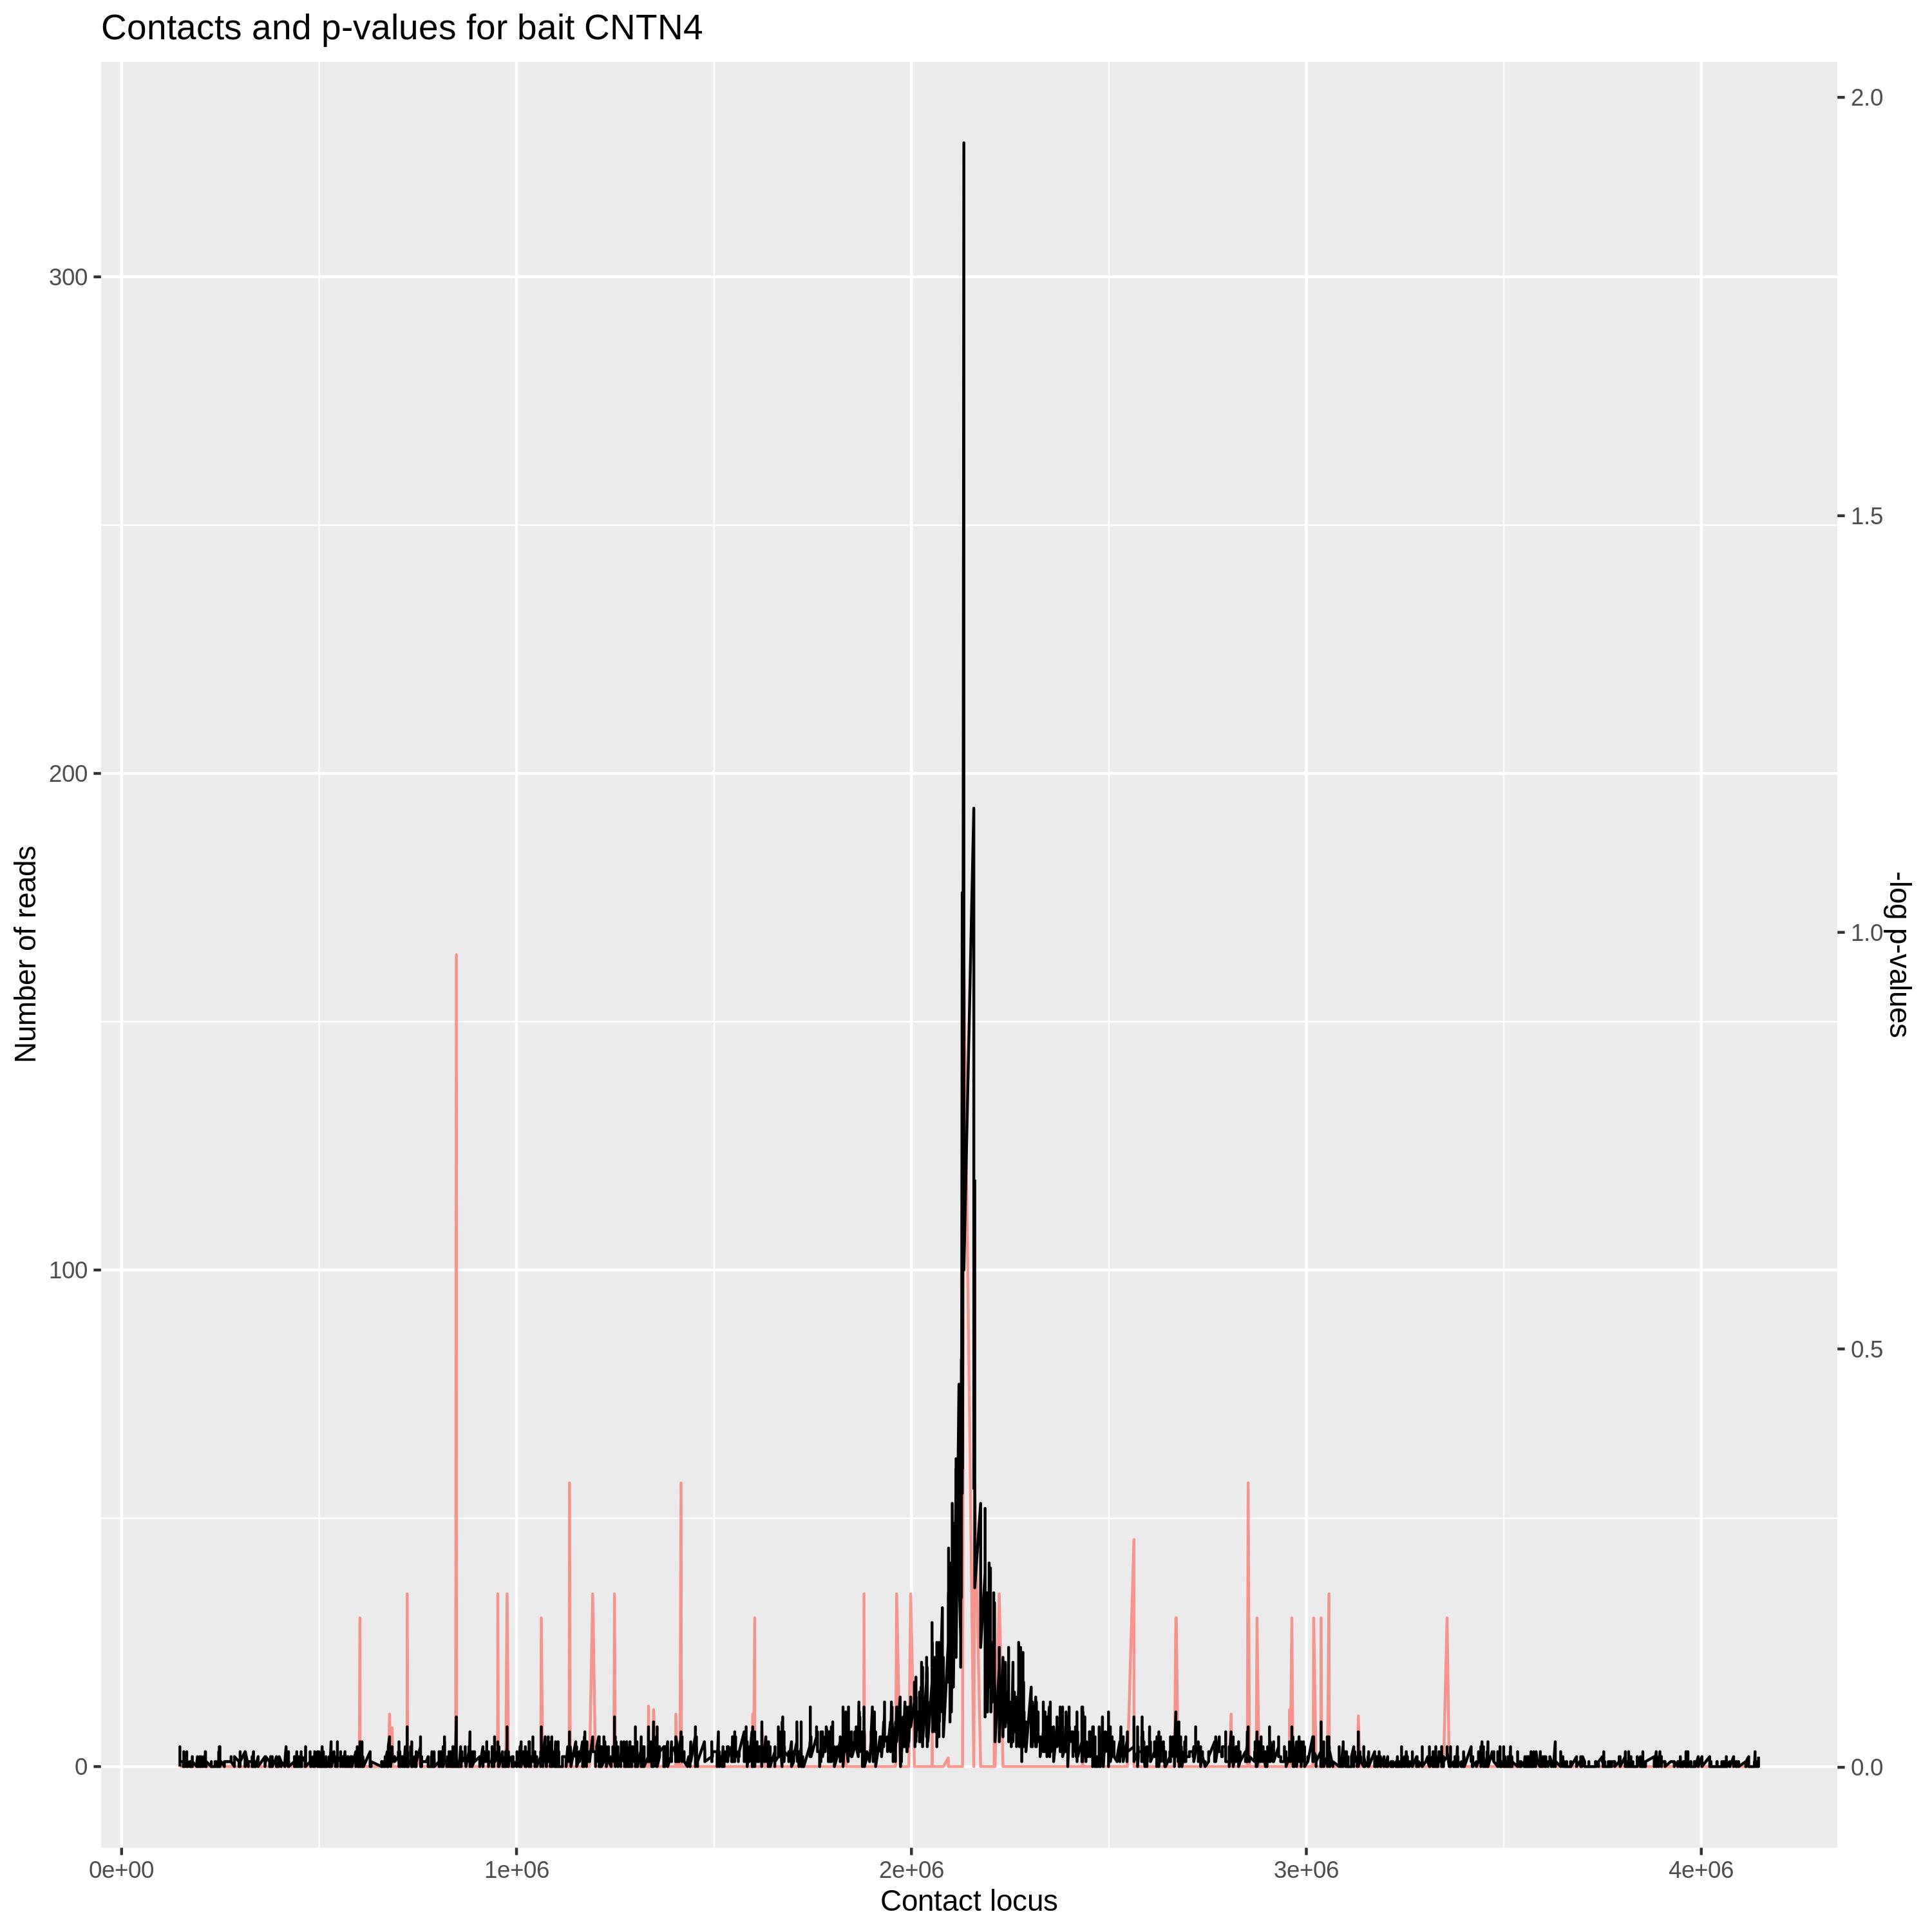 Contacts and p-values for bait CNTN4
2.0
300
1.5
200
Number of reads
-log p-values
1.0
100
0.5
0
0.0
0e+00
1e+06
2e+06
3e+06
4e+06
Contact locus